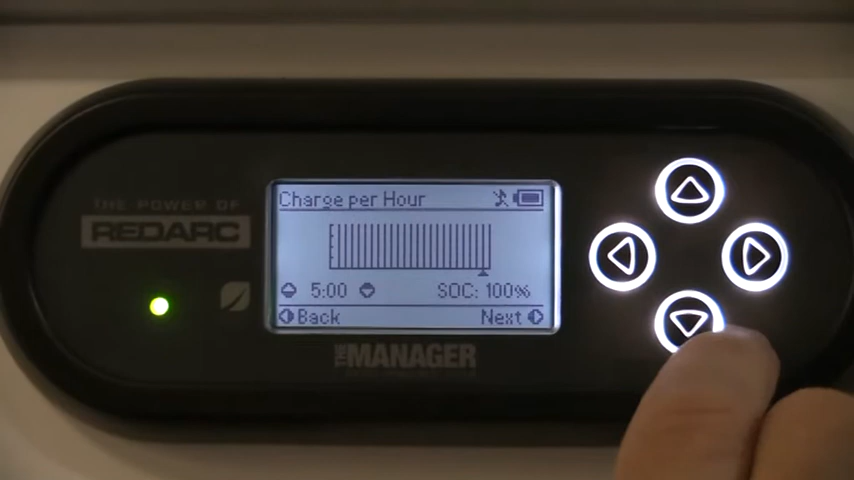 THE POWER OF
REDARC
Charge per Hour
5:00 SOC: 100%
Back Next
THE MANAGER